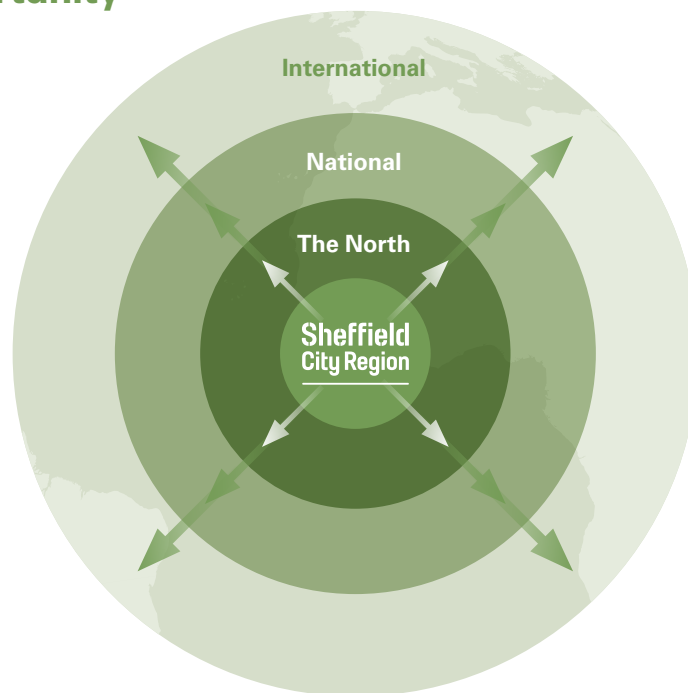 International
National
The North
Sheffield
City Region